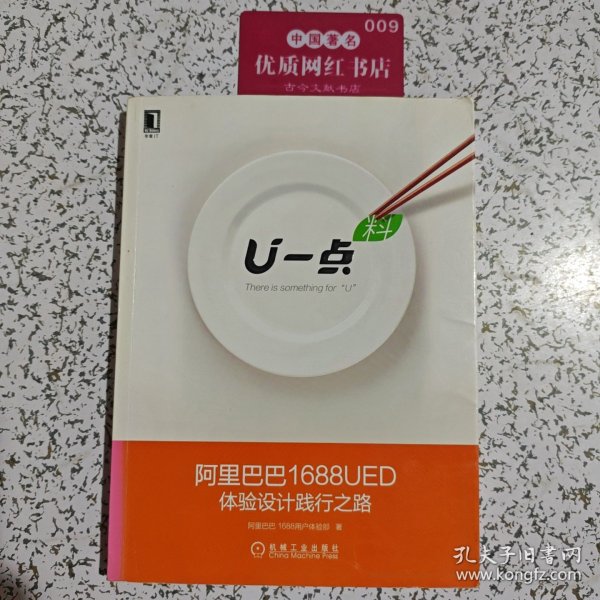 009
中国著名
优质网红书店
古今文献书店
华章IT
料
U一点
There is something for "U"
阿里巴巴1688UED
体验设计践行之路
阿里巴巴 1688用户体验部 著
机械工业出版社
China Machine Press
孔夫子旧书网
www.kongfz.com